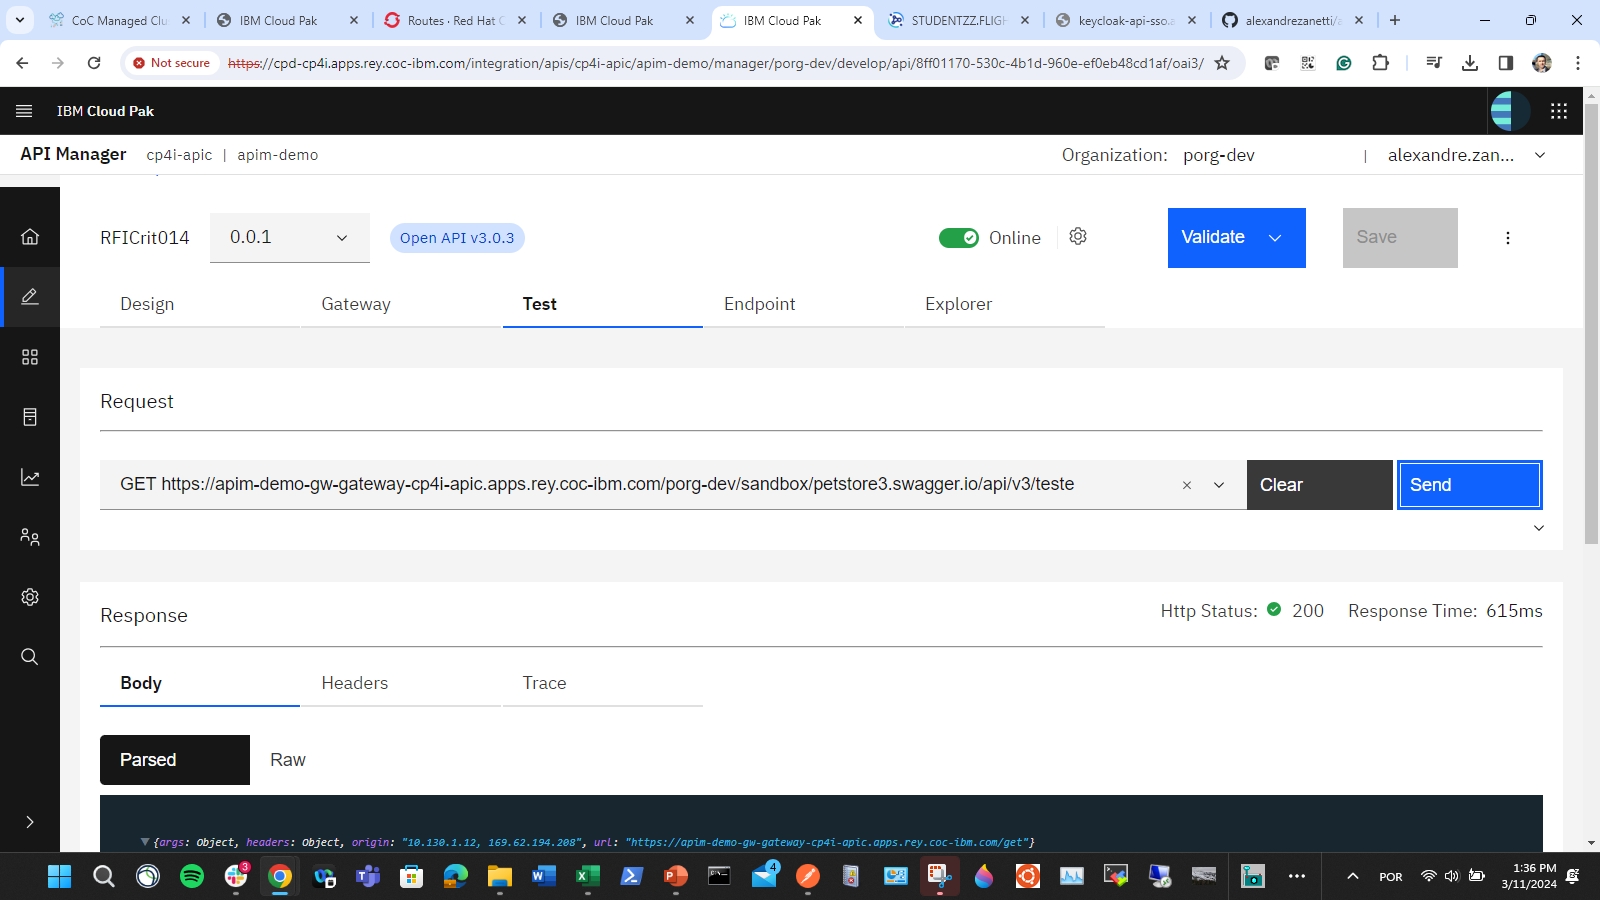 CoC Managed Clu
IBM Cloud Pak
Routes · Red Hat C
IBM Cloud Pak
IBM Cloud Pak
STUDENTZZ.FLIGH
keycloak-api-sso.a
alexandrezanetti/a
Not secure
https://cpd-cp4i.apps.rey.coc-ibm.com/integration/apis/cp4i-apic/apim-demo/manager/porg-dev/develop/api/8ff01170-530c-4b1d-960e-ef0eb48cd1af/oai3/
IBM Cloud Pak
API Manager cp4i-apic | apim-demo
Organization: porg-dev | alexandre.zan...
RFICrit014 0.0.1 Open API v3.0.3
Online
Validate
Save
Design Gateway Test Endpoint Explorer
Request
GET https://apim-demo-gw-gateway-cp4i-apic.apps.rey.coc-ibm.com/porg-dev/sandbox/petstore3.swagger.io/api/v3/teste
Clear
Send
Response
Http Status: 200 Response Time: 615ms
Body Headers Trace
Parsed Raw
{args: Object, headers: Object, origin: "10.130.1.12, 169.62.194.208", url: "https://apim-demo-gw-gateway-cp4i-apic.apps.rey.coc-ibm.com/get"}
3
4
POR
1:36 PM
3/11/2024